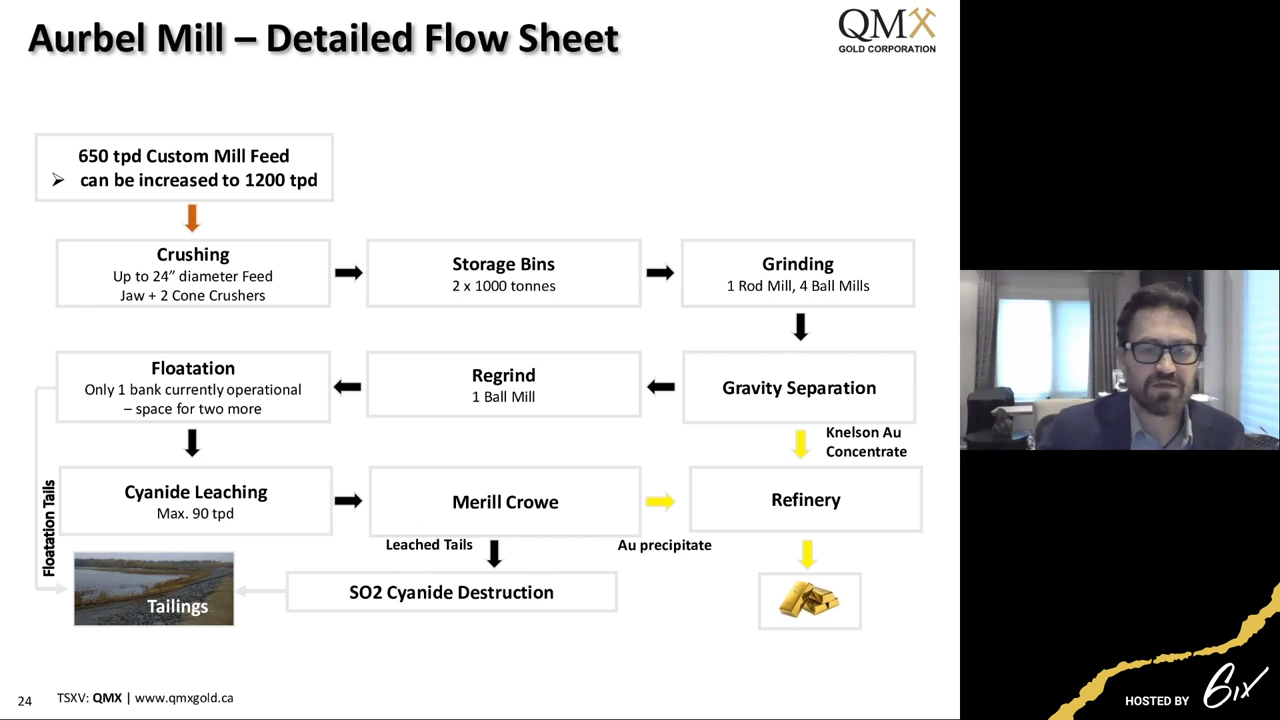 Aurbel Mill – Detailed Flow Sheet
QMX
GOLD CORPORATION
650 tpd Custom Mill Feed
➢ can be increased to 1200 tpd
Crushing
Up to 24” diameter Feed
Jaw + 2 Cone Crushers
Storage Bins
2 x 1000 tonnes
Grinding
1 Rod Mill, 4 Ball Mills
Floatation
Only 1 bank currently operational
– space for two more
Regrind
1 Ball Mill
Gravity Separation
Knelson Au
Concentrate
Cyanide Leaching
Max. 90 tpd
Merill Crowe
Refinery
Floatation Tails
Leached Tails
Au precipitate
Tailings
SO2 Cyanide Destruction
24
TSXV: QMX | www.qmxgold.ca
HOSTED BY 6ix